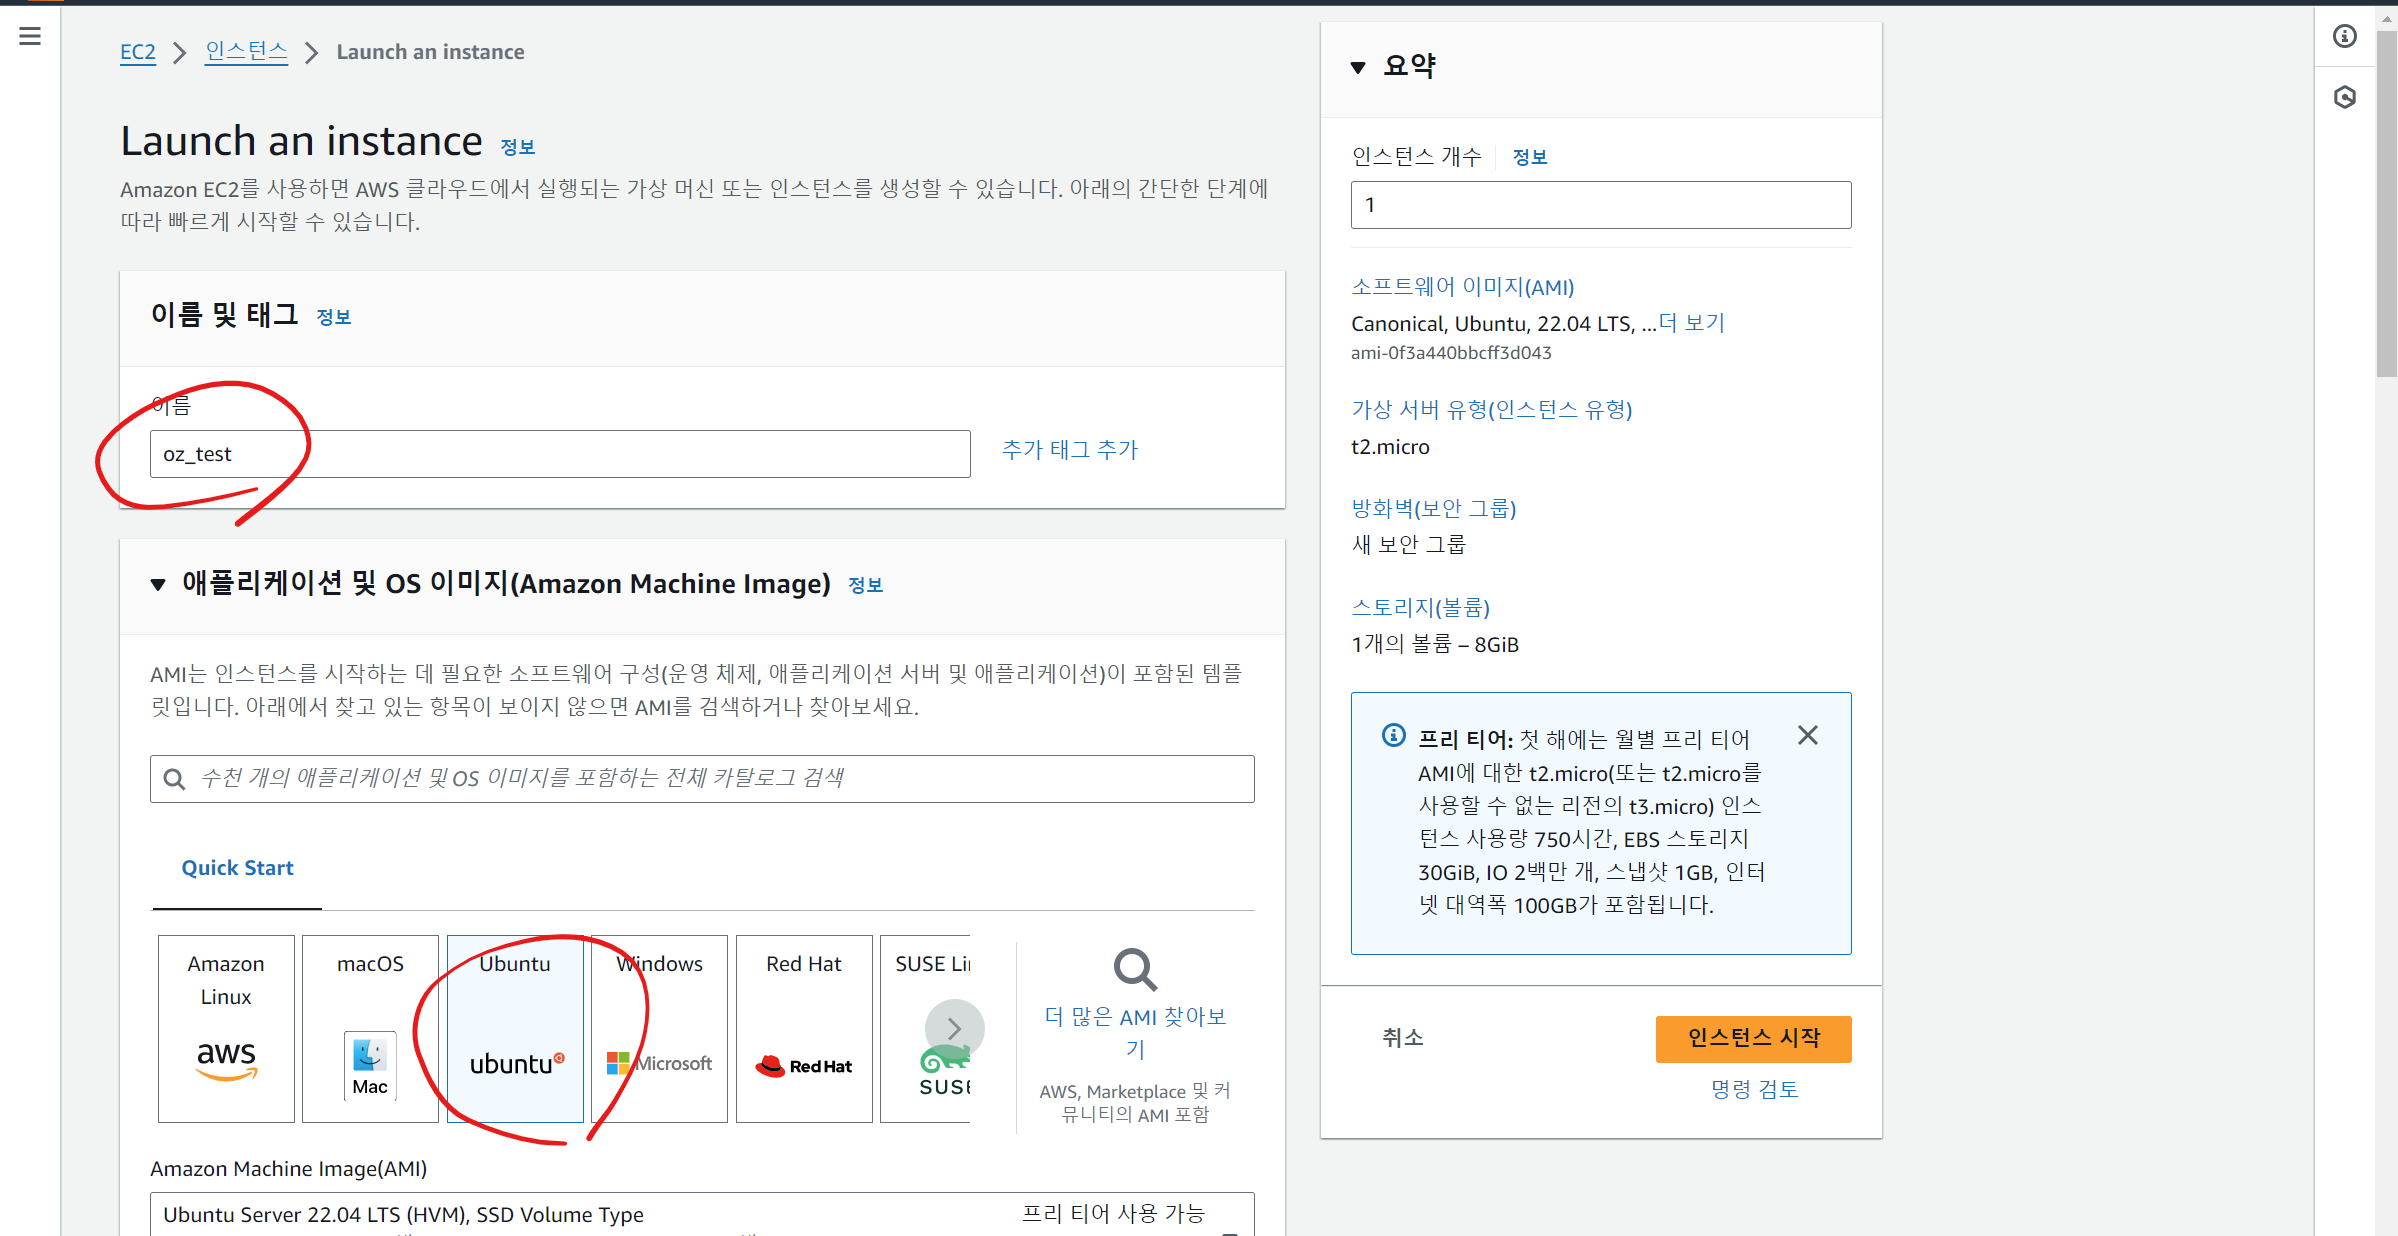 EC2 > 인스턴스 > Launch an instance
Launch an instance 정보
Amazon EC2를 사용하면 AWS 클라우드에서 실행되는 가상 머신 또는 인스턴스를 생성할 수 있습니다. 아래의 간단한 단계에
따라 빠르게 시작할 수 있습니다.
이름 및 태그 정보
이름
oz_test
추가 태그 추가
애플리케이션 및 OS 이미지(Amazon Machine Image) 정보
AMI는 인스턴스를 시작하는 데 필요한 소프트웨어 구성(운영 체제, 애플리케이션 서버 및 애플리케이션)이 포함된 템플
릿입니다. 아래에서 찾고 있는 항목이 보이지 않으면 AMI를 검색하거나 찾아보세요.
수천 개의 애플리케이션 및 OS 이미지를 포함하는 전체 카탈로그 검색
Quick Start
Amazon
Linux
aws
macOS
Mac
Ubuntu
ubuntu
Windows
Microsoft
Red Hat
Red Hat
SUSE Li
SUSE
더 많은 AMI 찾아보
기
AWS, Marketplace 및 커
뮤니티의 AMI 포함
Amazon Machine Image(AMI)
Ubuntu Server 22.04 LTS (HVM), SSD Volume Type
프리 티어 사용 가능
요약
인스턴스 개수 정보
1
소프트웨어 이미지(AMI)
Canonical, Ubuntu, 22.04 LTS, ...더 보기
ami-0f3a440bbcff3d043
가상 서버 유형(인스턴스 유형)
t2.micro
방화벽(보안 그룹)
새 보안 그룹
스토리지(볼륨)
1개의 볼륨 – 8GiB
프리 티어: 첫 해에는 월별 프리 티어
AMI에 대한 t2.micro(또는 t2.micro를
사용할 수 없는 리전의 t3.micro) 인스
턴스 사용량 750시간, EBS 스토리지
30GiB, IO 2백만 개, 스냅샷 1GB, 인터
넷 대역폭 100GB가 포함됩니다.
취소
인스턴스 시작
명령 검토